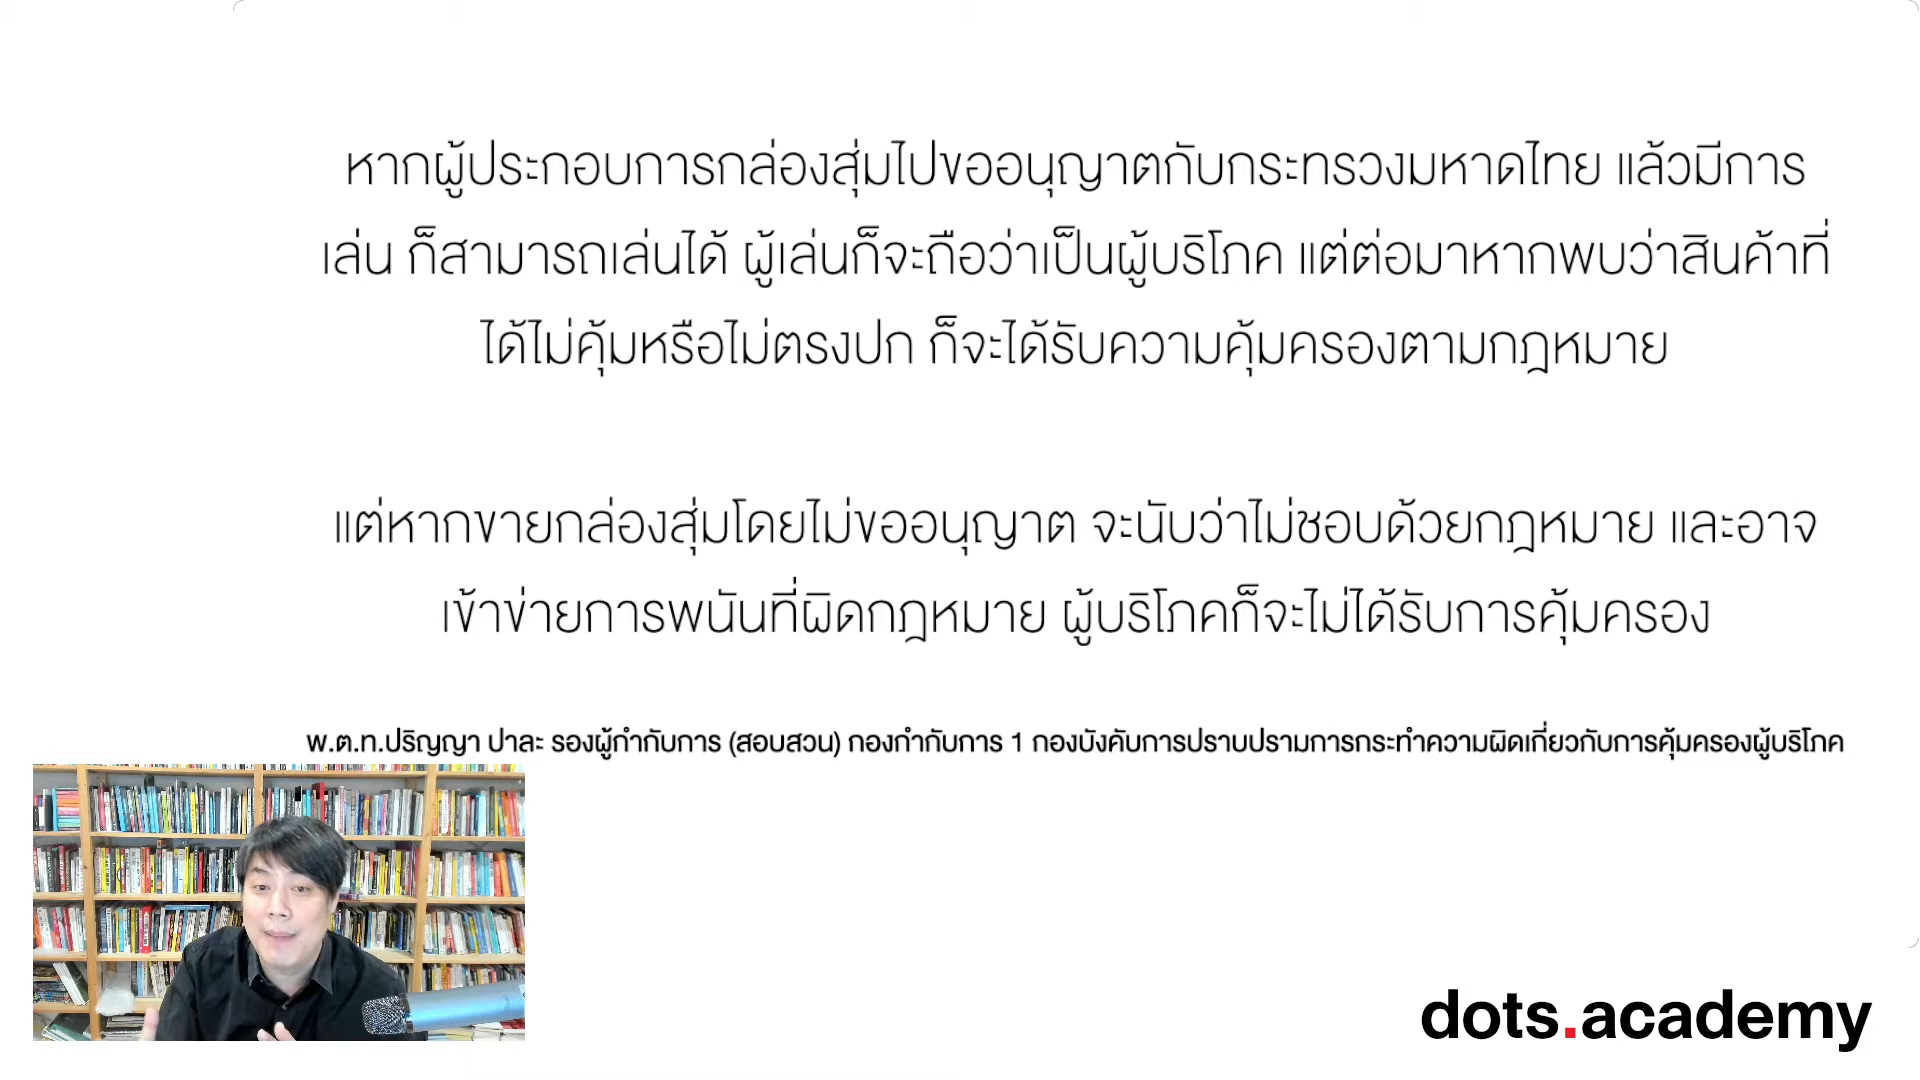 หากผู้ประกอบการกล่องสุ่มไปขออนุญาตกับกระทรวงมหาดไทย แล้วมีการ
เล่น ก็สามารถเล่นได้ ผู้เล่นก็จะถือว่าเป็นผู้บริโภค แต่ต่อมาหากพบว่าสินค้าที่
ได้ไม่คุ้มหรือไม่ตรงปก ก็จะได้รับความคุ้มครองตามกฎหมาย
แต่หากขายกล่องสุ่มโดยไม่ขออนุญาต จะนับว่าไม่ชอบด้วยกฎหมาย และอาจ
เข้าข่ายการพนันที่ผิดกฎหมาย ผู้บริโภคก็จะไม่ได้รับการคุ้มครอง
พ.ต.ท.ปริญญา ปาละ รองผู้กำกับการ (สอบสวน) กองกำกับการ 1 กองบังคับการปราบปรามการกระทำความผิดเกี่ยวกับการคุ้มครองผู้บริโภค
dots.academy